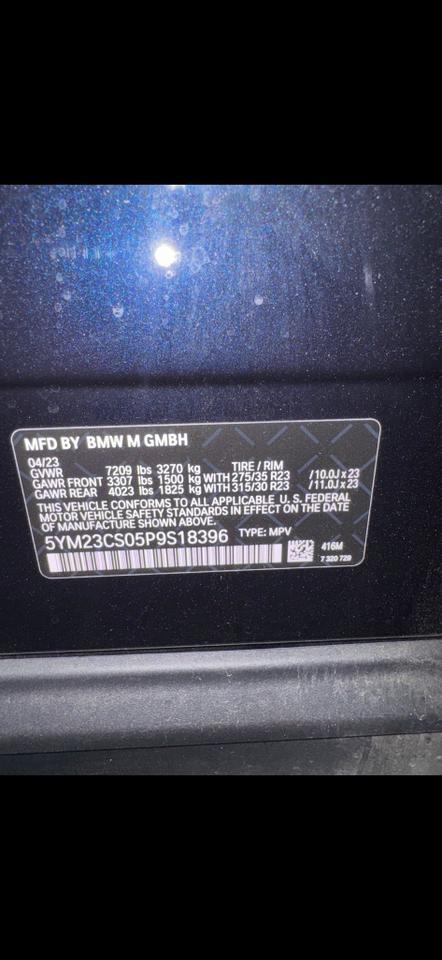 MFD BY BMW M GMBH
04/23
GVWR 7209 lbs 3270 kg TIRE / RIM
GAWR FRONT 3307 lbs 1500 kg WITH 275/35 R23 /10.0J x 23
GAWR REAR 4023 lbs 1825 kg WITH 315/30 R23 /11.0J x 23
THIS VEHICLE CONFORMS TO ALL APPLICABLE U. S. FEDERAL
MOTOR VEHICLE SAFETY STANDARDS IN EFFECT ON THE DATE
OF MANUFACTURE SHOWN ABOVE.
5YM23CS05P9S18396 TYPE: MPV
416M
7 320 729